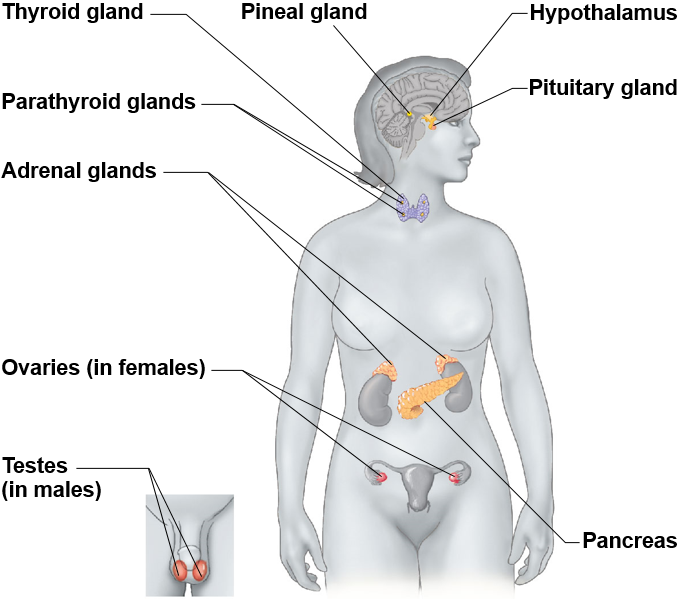 Thyroid gland
Pineal gland
Hypothalamus
Pituitary gland
Parathyroid glands
Adrenal glands
Ovaries (in females)
Testes
(in males)
Pancreas